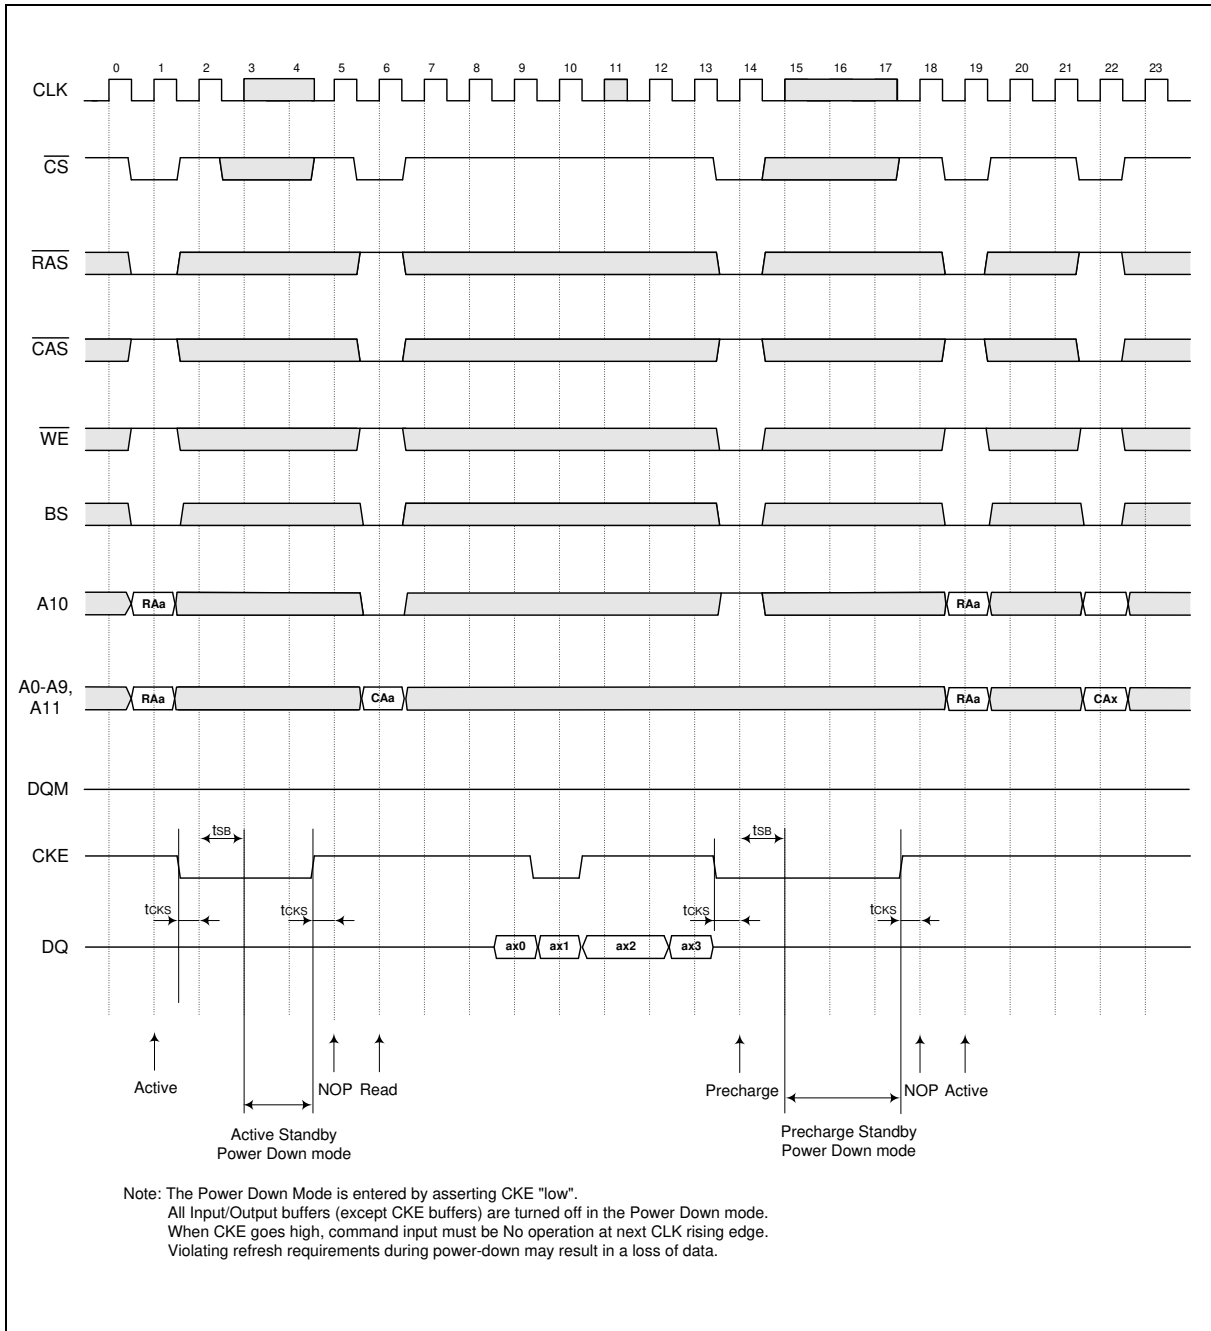 0 1 2 3 4 5 6 7 8 9 10 11 12 13 14 15 16 17 18 19 20 21 22 23
CLK
CS
RAS
CAS
WE
BS
A10 RAa RAa
A0-A9,
A11 RAa CAa RAa CAx
DQM
tSB tSB
CKE
tCKS tCKS tCKS tCKS
DQ ax0 ax1 ax2 ax3
Active NOP Read Precharge NOP Active
Active Standby
Power Down mode
Precharge Standby
Power Down mode
Note: The Power Down Mode is entered by asserting CKE "low".
All Input/Output buffers (except CKE buffers) are turned off in the Power Down mode.
When CKE goes high, command input must be No operation at next CLK rising edge.
Violating refresh requirements during power-down may result in a loss of data.